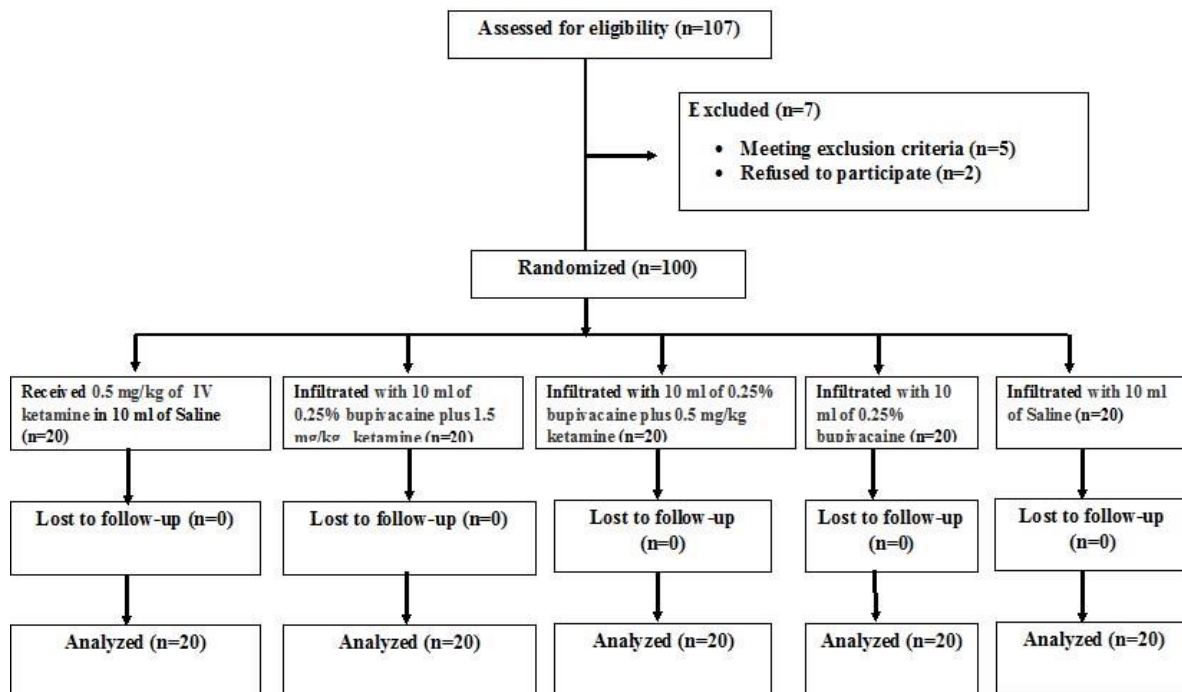 Assessed for eligibility (n=107)
Excluded (n=7)
• Meeting exclusion criteria (n=5)
• Refused to participate (n=2)
Randomized (n=100)
Received 0.5 mg/kg of IV
ketamine in 10 ml of Saline
(n=20)
Infiltrated with 10 ml of
0.25% bupivacaine plus 1.5
mg/kg ketamine (n=20)
Infiltrated with 10 ml of 0.25%
bupivacaine plus 0.5 mg/kg
ketamine (n=20)
Infiltrated with 10
ml of 0.25%
bupivacaine (n=20)
Infiltrated with 10 ml
of Saline (n=20)
Lost to follow-up (n=0)
Lost to follow-up (n=0)
Lost to follow-up
(n=0)
Lost to follow-up
(n=0)
Lost to follow-up
(n=0)
Analyzed (n=20)
Analyzed (n=20)
Analyzed (n=20)
Analyzed (n=20)
Analyzed (n=20)